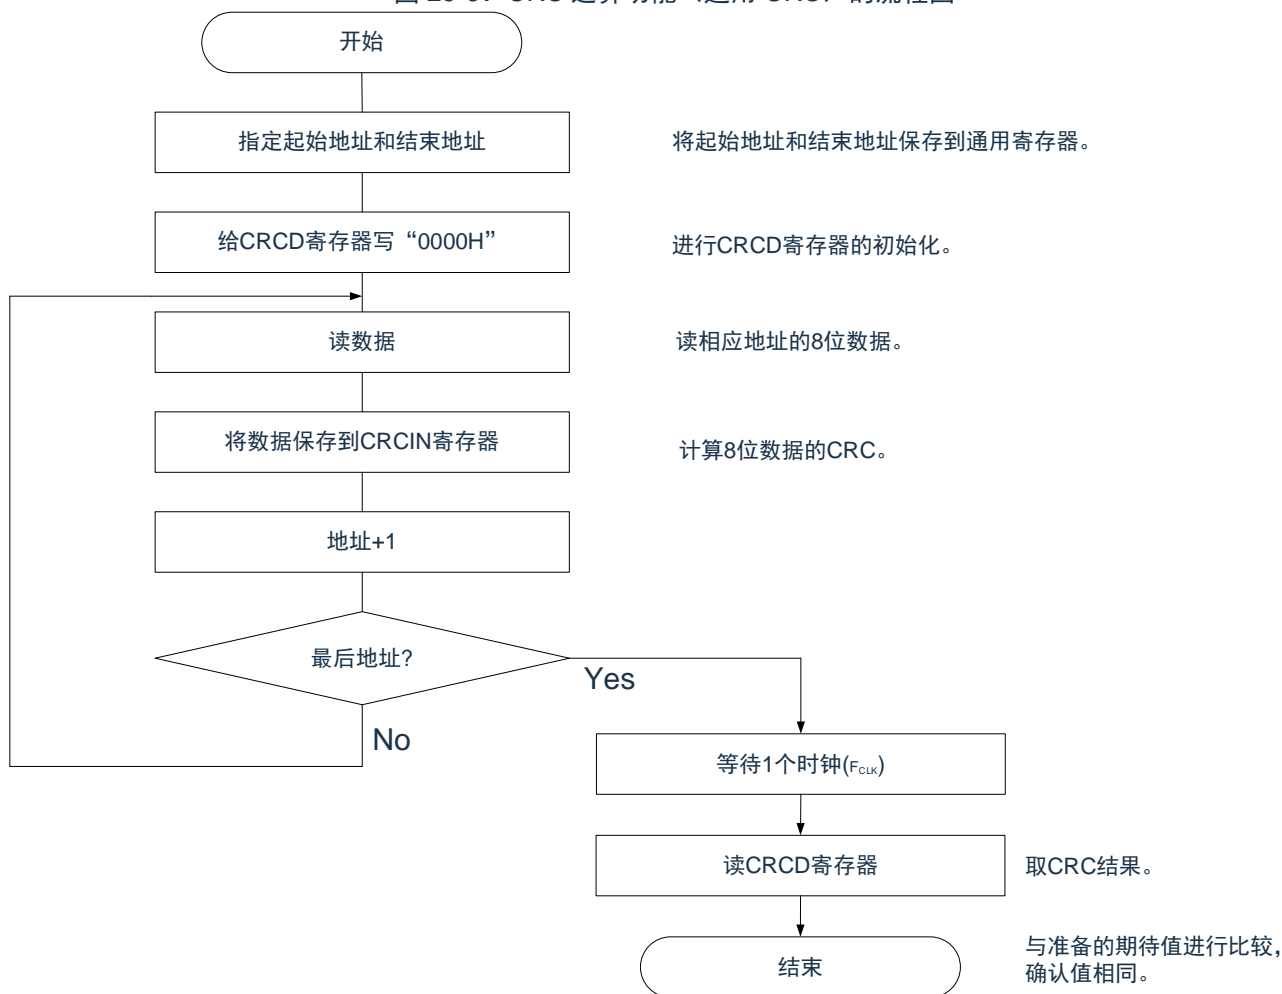 开始
指定起始地址和结束地址
将起始地址和结束地址保存到通用寄存器。
给CRCD寄存器写“0000H”
进行CRCD寄存器的初始化。
读数据
读相应地址的8位数据。
将数据保存到CRCIN寄存器
计算8位数据的CRC。
地址+1
最后地址?
Yes
No
等待1个时钟(FCLK)
读CRCD寄存器
取CRC结果。
结束
与准备的期待值进行比较，
确认值相同。